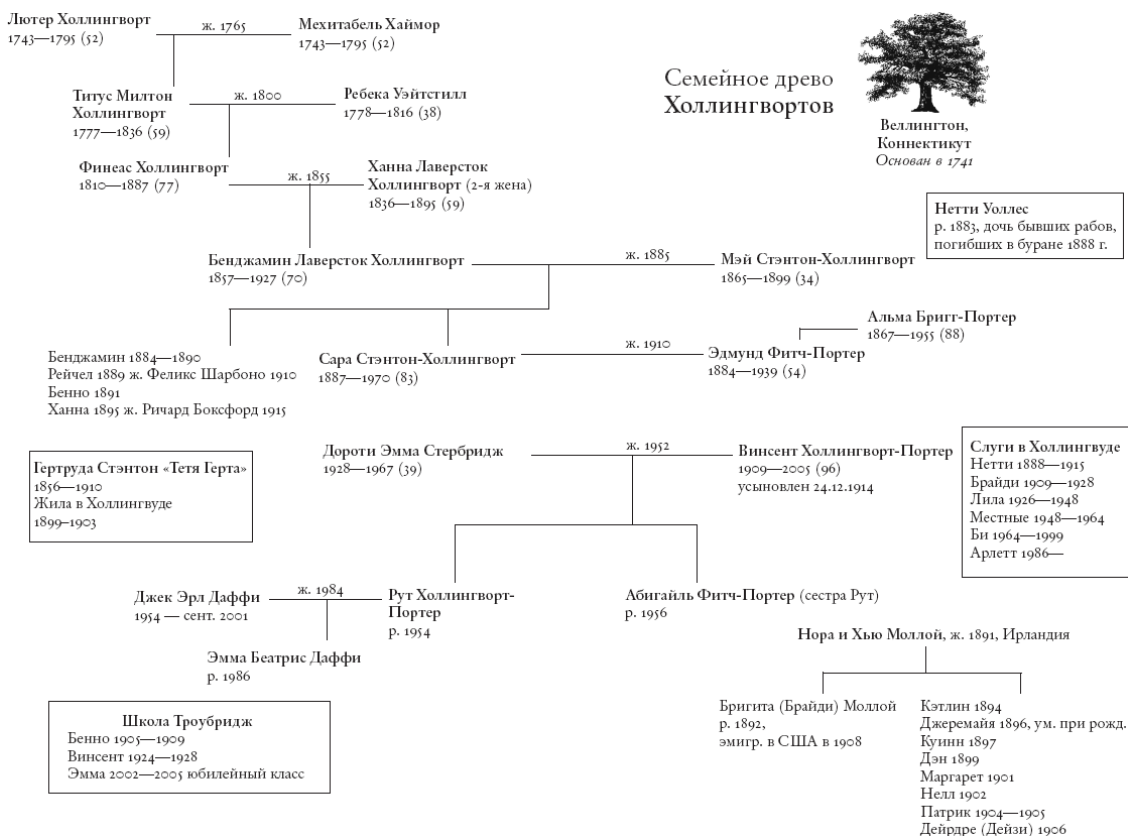 Лютер Холлингворт
1743—1795 (52)
ж. 1765
Мехитабель Хаймор
1743—1795 (52)
Семейное древо
Холлингвортов
Веллингтон,
Коннектикут
Основан в 1741
Титус Милтон
Холлингворт
1777—1836 (59)
ж. 1800
Ребека Уэйтстилл
1778—1816 (38)
Финеас Холлингворт
1810—1887 (77)
ж. 1855
Ханна Лаверсток
Холлингворт (2-я жена)
1836—1895 (59)
Нетти Уоллес
р. 1883, дочь бывших рабов,
погибших в буране 1888 г.
Бенджамин Лаверсток Холлингворт
1857—1927 (70)
ж. 1885
Мэй Стэнтон-Холлингворт
1865—1899 (34)
Альма Бригг-Портер
1867—1955 (88)
Бенджамин 1884—1890
Рейчел 1889 ж. Феликс Шарбоно 1910
Бенно 1891
Ханна 1895 ж. Ричард Боксфорд 1915
Сара Стэнтон-Холлингворт
1887—1970 (83)
ж. 1910
Эдмунд Фитч-Портер
1884—1939 (54)
Гертруда Стэнтон «Тетя Герта»
1856—1910
Жила в Холлингвуде
1899–1903
Дороти Эмма Стербридж
1928—1967 (39)
ж. 1952
Винсент Холлингворт-Портер
1909—2005 (96)
усыновлен 24.12.1914
Слуги в Холлингвуде
Нетти 1888—1915
Брайди 1909—1928
Лила 1926—1948
Местные 1948—1964
Би 1964—1999
Арлетт 1986—
Джек Эрл Даффи
1954 — сент. 2001
ж. 1984
Рут Холлингворт-
Портер
р. 1954
Абигайль Фитч-Портер (сестра Рут)
р. 1956
Эмма Беатрис Даффи
р. 1986
Нора и Хью Моллой, ж. 1891, Ирландия
Школа Троубридж
Бенно 1905—1909
Винсент 1924—1928
Эмма 2002—2005 юбилейный класс
Бригита (Брайди) Моллой
р. 1892,
эмигр. в США в 1908
Кэтлин 1894
Джеремайя 1896, ум. при рожд.
Куинн 1897
Дэн 1899
Маргарет 1901
Нелл 1902
Патрик 1904—1905
Дейрдре (Дейзи) 1906